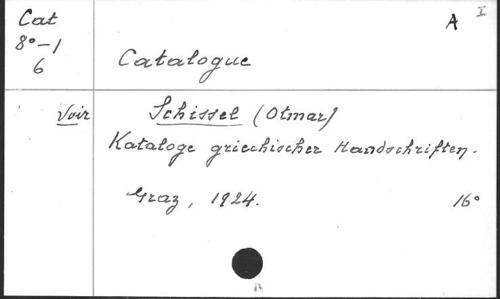 Cat
8°-1
6
A I
Catalogue
Voir Schissel (Otmar)
Kataloge griechischer Handschriften.
Graz, 1924. 16°